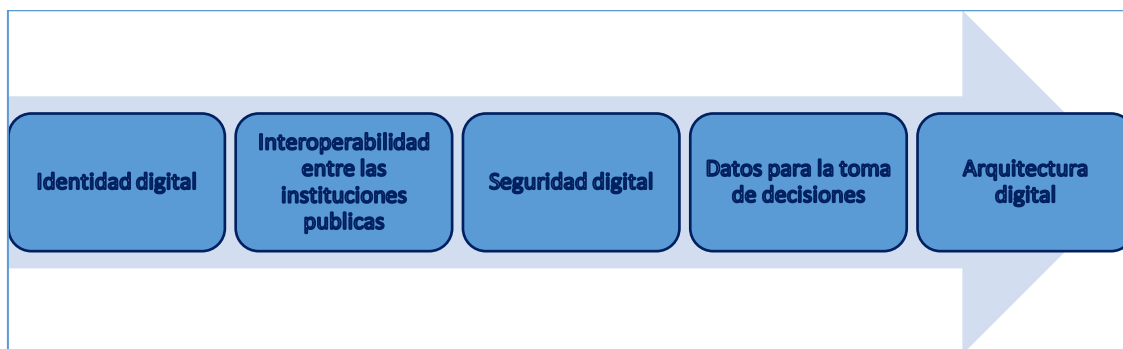 Identidad digital
Interoperabilidad
entre las
instituciones
publicas
Seguridad digital
Datos para la toma
de decisiones
Arquitectura
digital